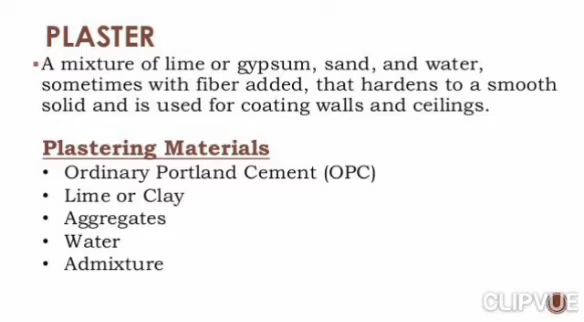 PLASTER
▪A mixture of lime or gypsum, sand, and water,
sometimes with fiber added, that hardens to a smooth
solid and is used for coating walls and ceilings.
Plastering Materials
• Ordinary Portland Cement (OPC)
• Lime or Clay
• Aggregates
• Water
• Admixture
CLIPVUE